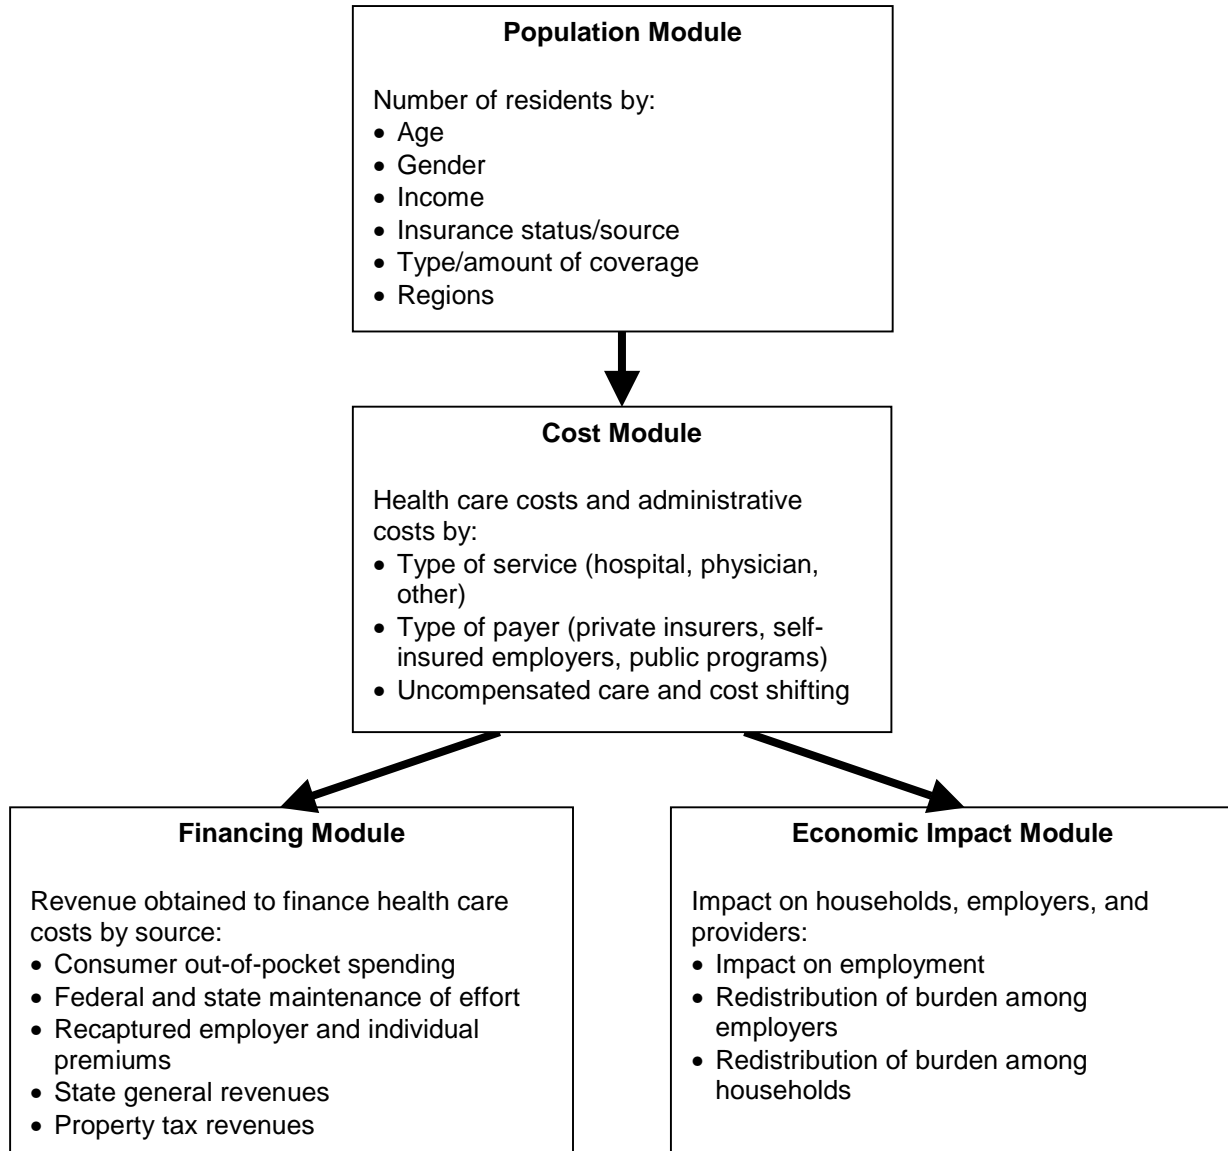 Population Module
Number of residents by:
• Age
• Gender
• Income
• Insurance status/source
• Type/amount of coverage
• Regions
Cost Module
Health care costs and administrative
costs by:
• Type of service (hospital, physician,
other)
• Type of payer (private insurers, self-
insured employers, public programs)
• Uncompensated care and cost shifting
Financing Module
Revenue obtained to finance health care
costs by source:
• Consumer out-of-pocket spending
• Federal and state maintenance of effort
• Recaptured employer and individual
premiums
• State general revenues
• Property tax revenues
Economic Impact Module
Impact on households, employers, and
providers:
• Impact on employment
• Redistribution of burden among
employers
• Redistribution of burden among
households